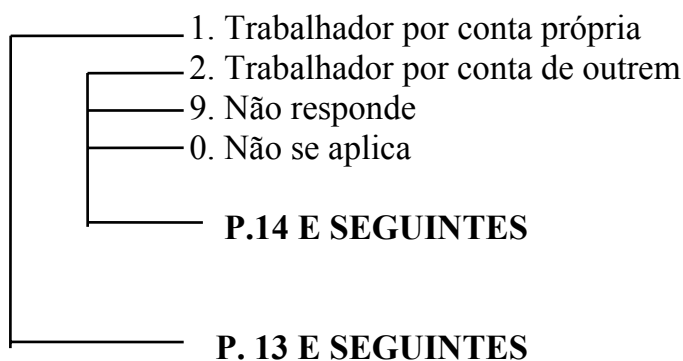 1. Trabalhador por conta própria
2. Trabalhador por conta de outrem
9. Não responde
0. Não se aplica
P.14 E SEGUINTES
P. 13 E SEGUINTES